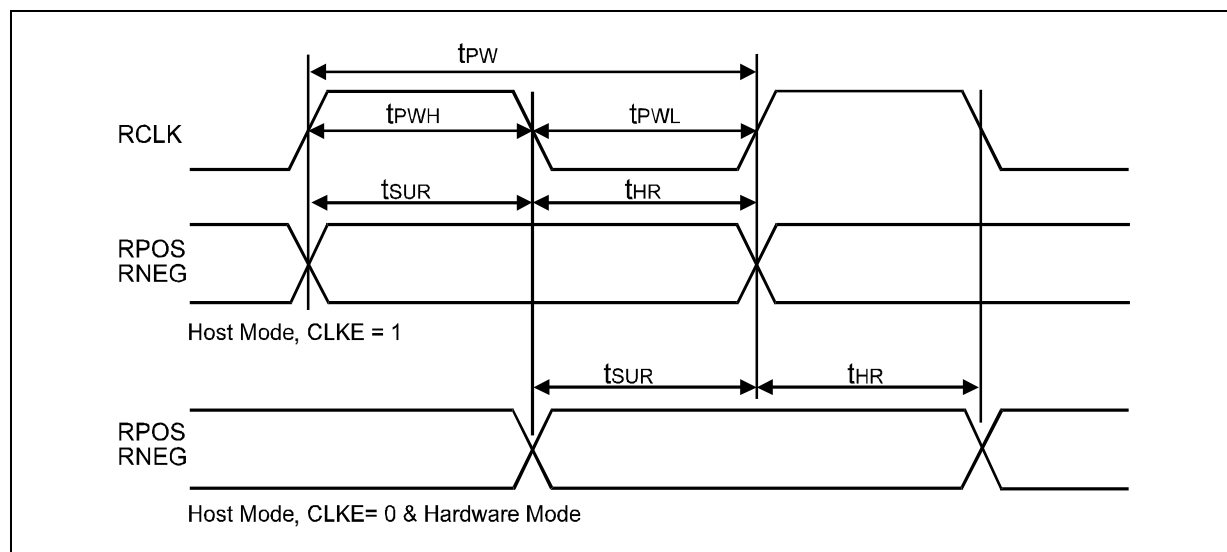 tPW
tPWH
tPWL
RCLK
tSUR
tHR
RPOS
RNEG
Host Mode, CLKE = 1
tSUR
tHR
RPOS
RNEG
Host Mode, CLKE= 0 & Hardware Mode